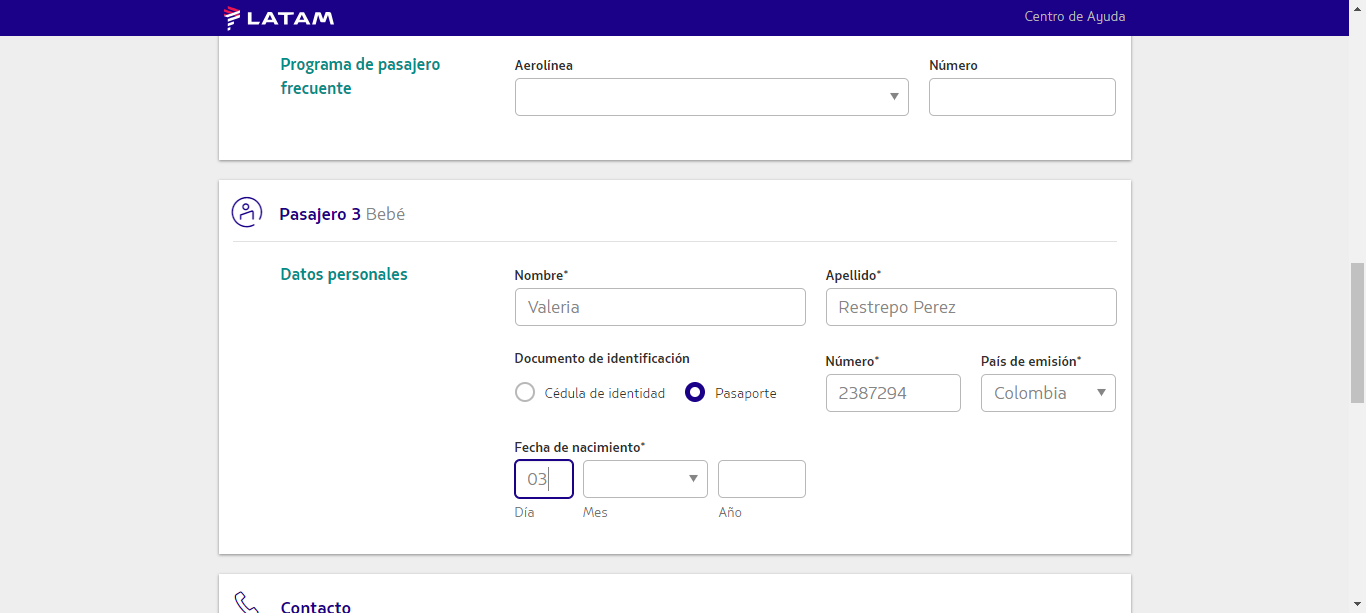 LATAM
Centro de Ayuda
Programa de pasajero
frecuente
Aerolínea
Número
Pasajero 3 Bebé
Datos personales
Nombre*
Apellido*
Valeria
Restrepo Perez
Documento de identificación
Número*
País de emisión*
Cédula de identidad
Pasaporte
2387294
Colombia
Fecha de nacimiento*
03
Día
Mes
Año
Contacto